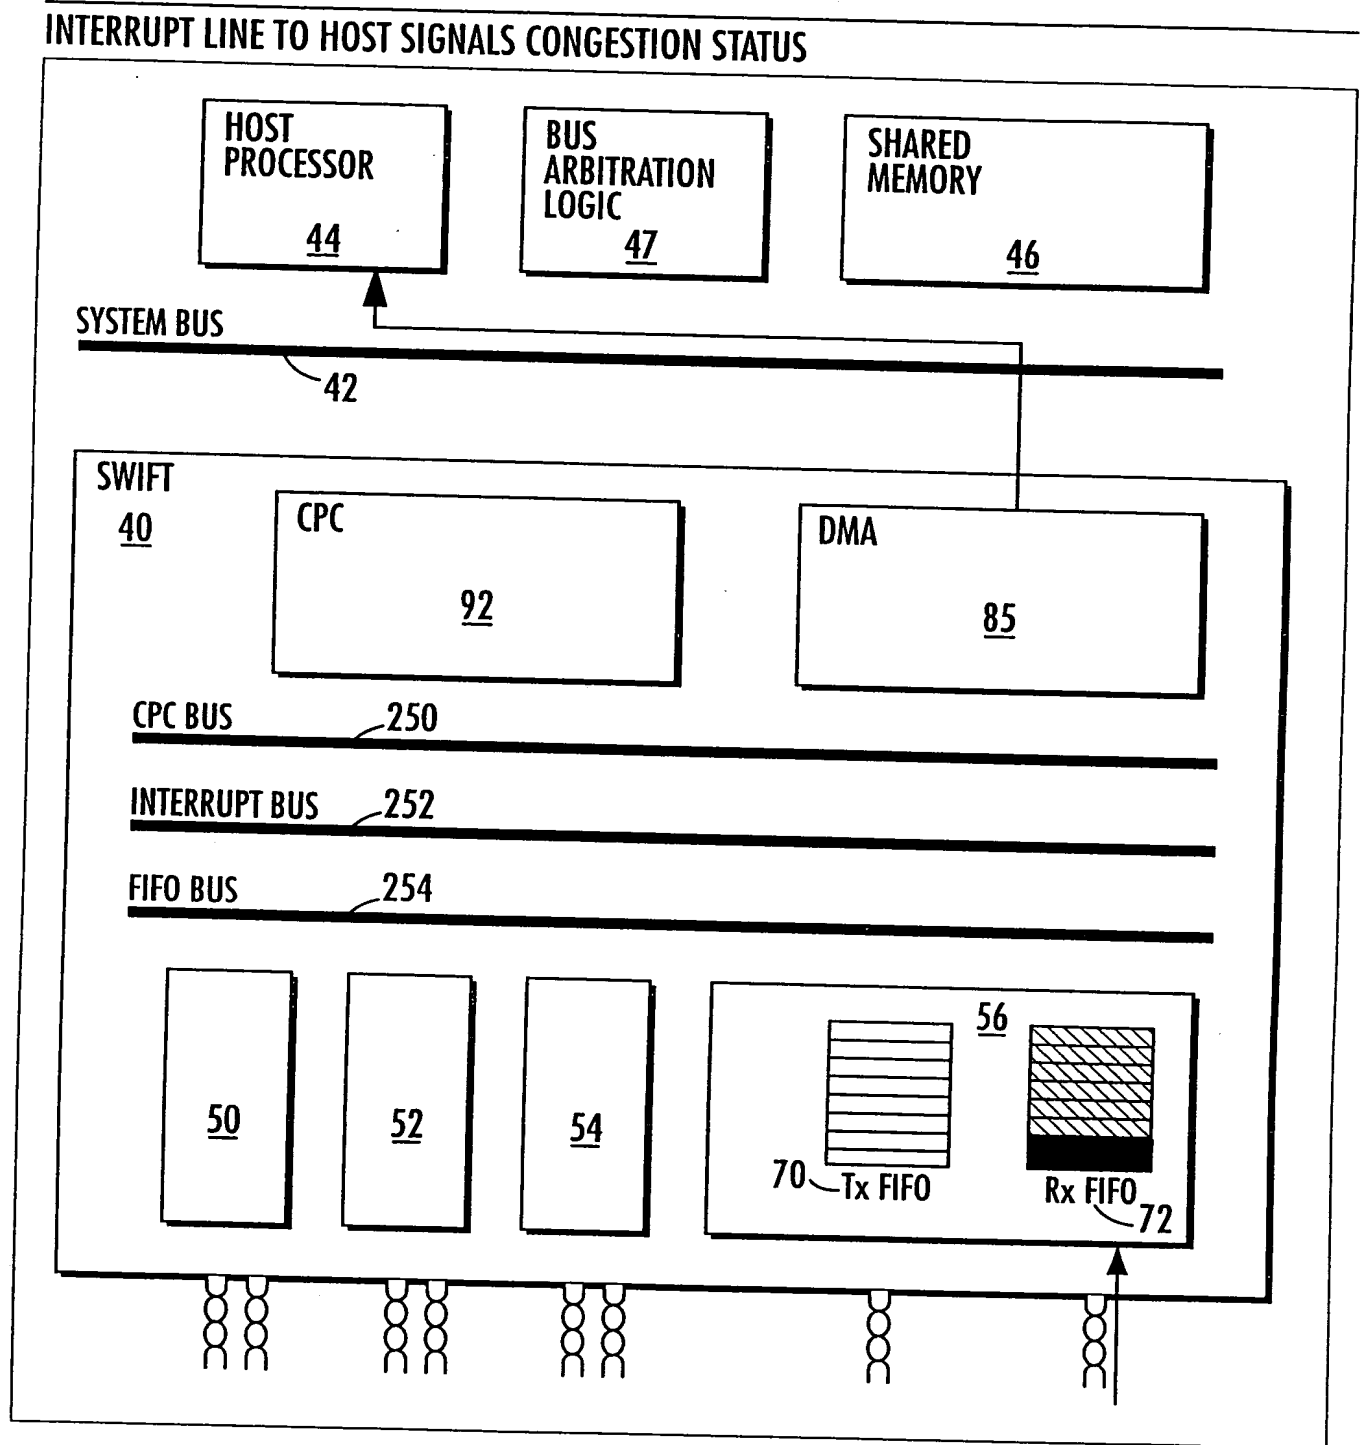 INTERRUPT LINE TO HOST SIGNALS CONGESTION STATUS
HOST
PROCESSOR
44
BUS
ARBITRATION
LOGIC
47
SHARED
MEMORY
46
SYSTEM BUS
42
SWIFT
40
CPC
92
DMA
85
CPC BUS
250
INTERRUPT BUS
252
FIFO BUS
254
50
52
54
56
70
Tx FIFO
Rx FIFO
72